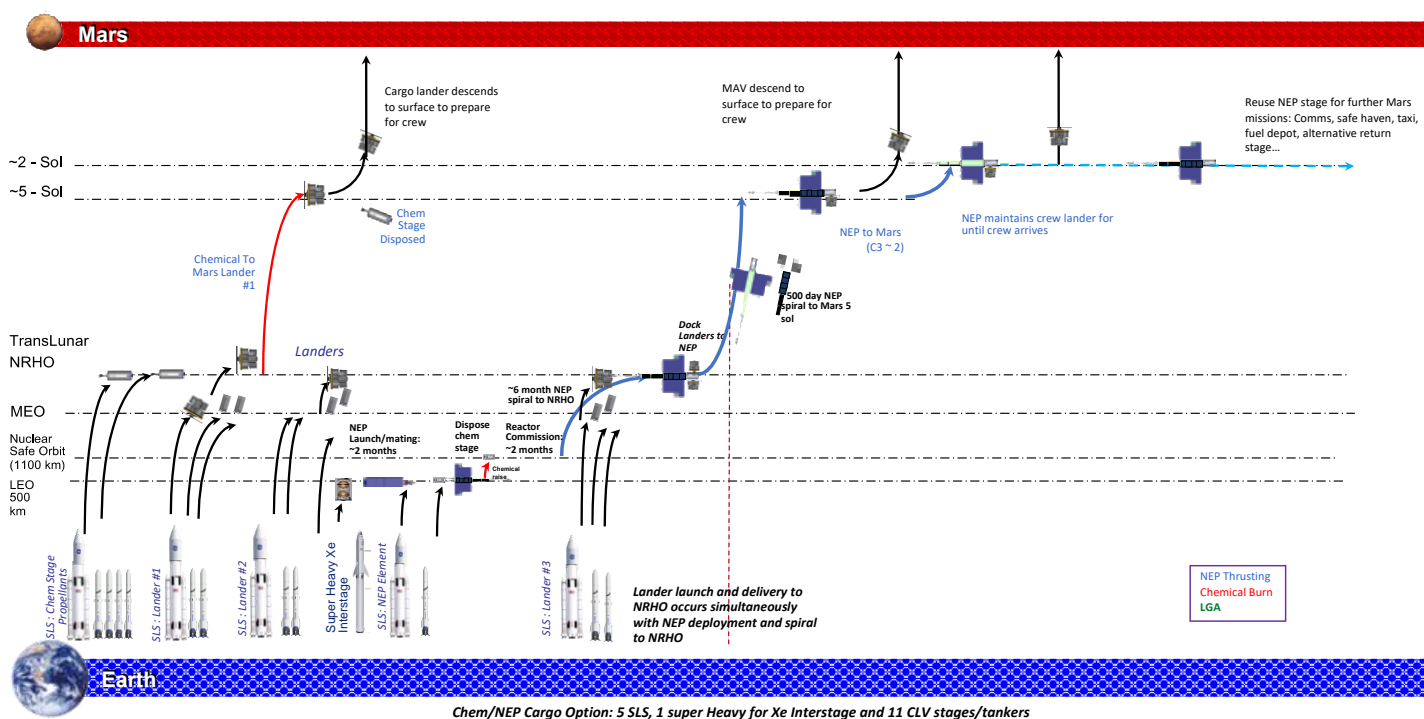 Mars
Cargo lander descends
to surface to prepare
for crew
MAV descend to
surface to prepare for
crew
Reuse NEP stage for further Mars
missions: Comms, safe haven, taxi,
fuel depot, alternative return
stage…
~2 - Sol
~5 - Sol
Chem
Stage
Disposed
NEP to Mars
(C3 ~ 2)
NEP maintains crew lander for
until crew arrives
Chemical To
Mars Lander
#1
~500 day NEP
spiral to Mars 5
sol
Dock
Landers to
NEP
TransLunar
NRHO
Landers
~6 month NEP
spiral to NRHO
MEO
NEP
Launch/mating:
~2 months
Dispose
chem
stage
Reactor
Commission:
~2 months
Nuclear
Safe Orbit
(1100 km)
Chemical
raise
LEO
500
km
SLS : Chem Stage
Propellants
SLS : Lander #1
SLS : Lander #2
Super Heavy Xe
Interstage
SLS: NEP Element
SLS: Lander #3
Lander launch and delivery to
NRHO occurs simultaneously
with NEP deployment and spiral
to NRHO
NEP Thrusting
Chemical Burn
LGA
Earth
Chem/NEP Cargo Option: 5 SLS, 1 super Heavy for Xe Interstage and 11 CLV stages/tankers